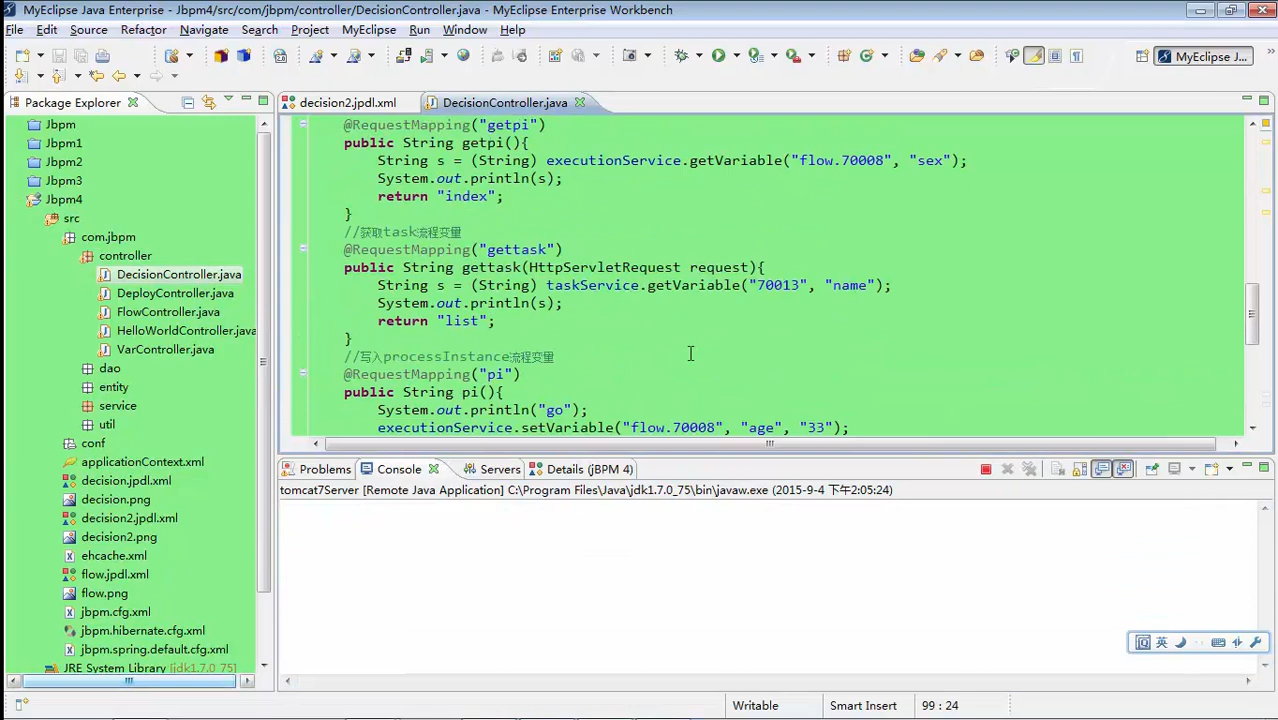 MyEclipse Java Enterprise - Jbpm4/src/com/jbpm/controller/DecisionController.java - MyEclipse Enterprise Workbench
File Edit Source Refactor Navigate Search Project MyEclipse Run Window Help
MyEclipse J...
Package Explorer
decision2.jpdl.xml
DecisionController.java
Jbpm
Jbpm1
Jbpm2
Jbpm3
Jbpm4
src
com.jbpm
controller
DecisionController.java
DeployController.java
FlowController.java
HelloWorldController.java
VarController.java
dao
entity
service
util
conf
applicationContext.xml
decision.jpdl.xml
decision.png
decision2.jpdl.xml
decision2.png
ehcache.xml
flow.jpdl.xml
flow.png
jbpm.cfg.xml
jbpm.hibernate.cfg.xml
jbpm.spring.default.cfg.xml
JRE System Library [jdk1.7.0_75]
@RequestMapping("getpi")
public String getpi(){
String s = (String) executionService.getVariable("flow.70008", "sex");
System.out.println(s);
return "index";
}
//获取task流程变量
@RequestMapping("gettask")
public String gettask(HttpServletRequest request){
String s = (String) taskService.getVariable("70013", "name");
System.out.println(s);
return "list";
}
//写入processInstance流程变量
@RequestMapping("pi")
public String pi(){
System.out.println("go");
executionService.setVariable("flow.70008", "age", "33");
Problems Console Servers Details (jBPM 4)
tomcat7Server [Remote Java Application] C:\Program Files\Java\jdk1.7.0_75\bin\javaw.exe (2015-9-4 下午2:05:24)
英
Writable Smart Insert 99 : 24